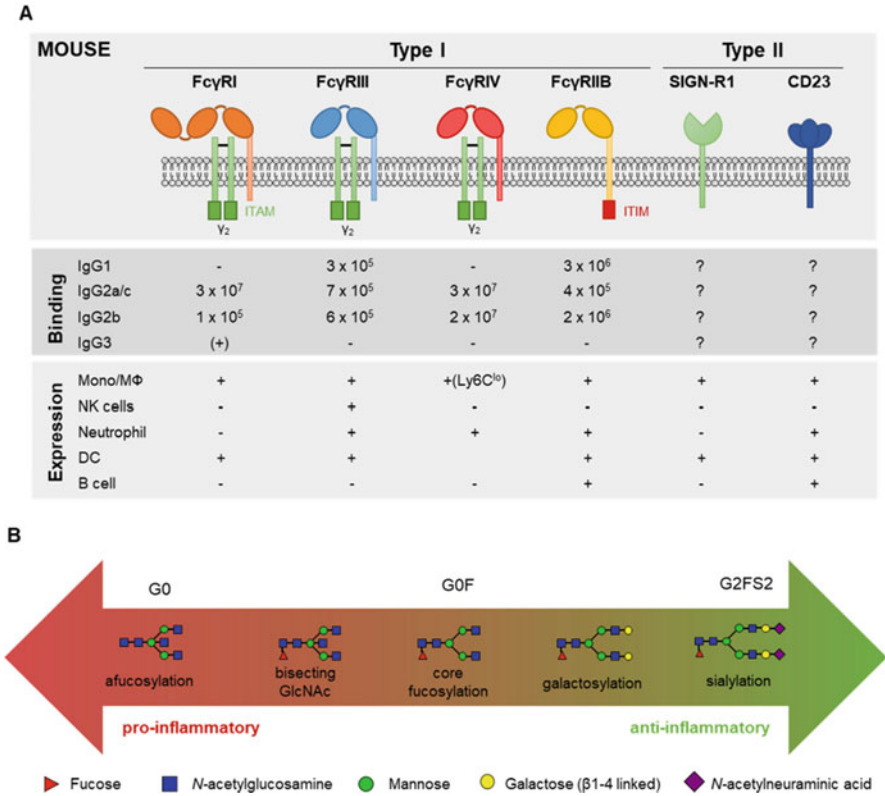 A
MOUSE Type I Type II
FcγRI FcγRIII FcγRIV FcγRIIB SIGN-R1 CD23
ITAM ITIM
γ₂ γ₂ γ₂
Binding
IgG1 - 3 x 10⁵ - 3 x 10⁶ ? ?
IgG2a/c 3 x 10⁷ 7 x 10⁵ 3 x 10⁷ 4 x 10⁵ ? ?
IgG2b 1 x 10⁵ 6 x 10⁵ 2 x 10⁷ 2 x 10⁶ ? ?
IgG3 (+) - - - ? ?
Expression
Mono/MΦ + + +(Ly6Cˡᵒ) + + +
NK cells - + - - - -
Neutrophil - + + + - +
DC + + + + +
B cell - - - + - +
B
G0 G0F G2FS2
afucosylation
bisecting
GlcNAc
core
fucosylation
galactosylation
sialylation
pro-inflammatory anti-inflammatory
Fucose N-acetylglucosamine Mannose Galactose (β1-4 linked) N-acetylneuraminic acid